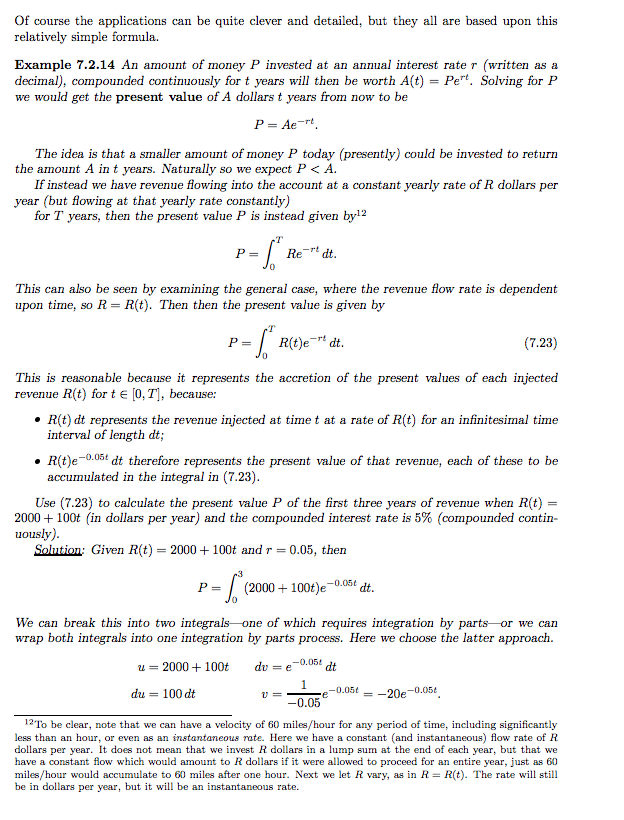 Of course the applications can be quite clever and detailed, but they all are based upon this
relatively simple formula.
Example 7.2.14 An amount of money P invested at an annual interest rate r (written as a
decimal), compounded continuously for t years will then be worth A(t) = Pe^{rt}. Solving for P
we would get the present value of A dollars t years from now to be
P = Ae^{−rt}.
The idea is that a smaller amount of money P today (presently) could be invested to return
the amount A in t years. Naturally so we expect P < A.
If instead we have revenue flowing into the account at a constant yearly rate of R dollars per
year (but flowing at that yearly rate constantly)
for T years, then the present value P is instead given by¹²
P = ∫_0^T Re^{−rt} dt.
This can also be seen by examining the general case, where the revenue flow rate is dependent
upon time, so R = R(t). Then then the present value is given by
P = ∫_0^T R(t)e^{−rt} dt. (7.23)
This is reasonable because it represents the accretion of the present values of each injected
revenue R(t) for t ∈ [0, T], because:
• R(t) dt represents the revenue injected at time t at a rate of R(t) for an infinitesimal time
interval of length dt;
• R(t)e^{−0.05t} dt therefore represents the present value of that revenue, each of these to be
accumulated in the integral in (7.23).
Use (7.23) to calculate the present value P of the first three years of revenue when R(t) =
2000 + 100t (in dollars per year) and the compounded interest rate is 5% (compounded contin-
uously).
Solution: Given R(t) = 2000 + 100t and r = 0.05, then
P = ∫_0^3 (2000 + 100t)e^{−0.05t} dt.
We can break this into two integrals—one of which requires integration by parts—or we can
wrap both integrals into one integration by parts process. Here we choose the latter approach.
u = 2000 + 100t dv = e^{−0.05t} dt
du = 100 dt v = \frac{1}{−0.05}e^{−0.05t} = −20e^{−0.05t}.
¹²To be clear, note that we can have a velocity of 60 miles/hour for any period of time, including significantly
less than an hour, or even as an instantaneous rate. Here we have a constant (and instantaneous) flow rate of R
dollars per year. It does not mean that we invest R dollars in a lump sum at the end of each year, but that we
have a constant flow which would amount to R dollars if it were allowed to proceed for an entire year, just as 60
miles/hour would accumulate to 60 miles after one hour. Next we let R vary, as in R = R(t). The rate will still
be in dollars per year, but it will be an instantaneous rate.